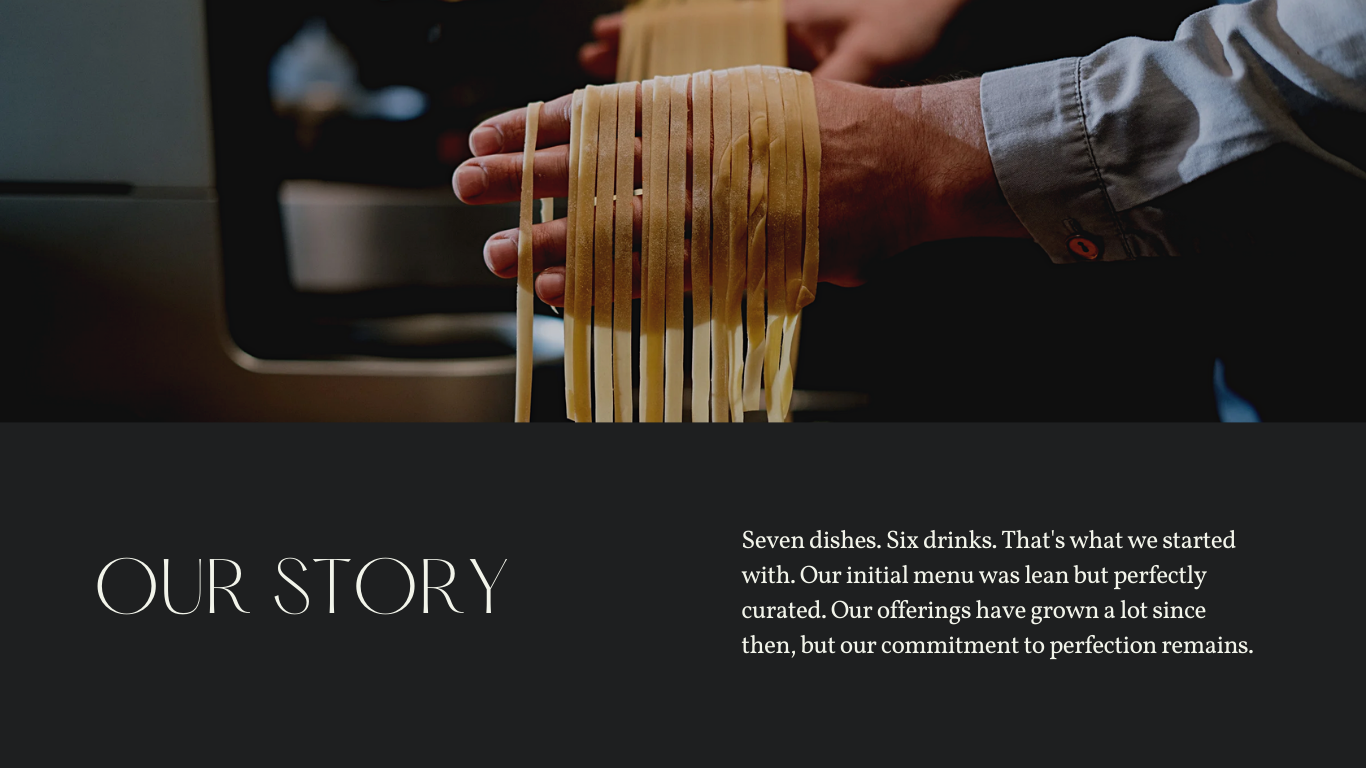 OUR STORY
Seven dishes. Six drinks. That's what we started
with. Our initial menu was lean but perfectly
curated. Our offerings have grown a lot since
then, but our commitment to perfection remains.